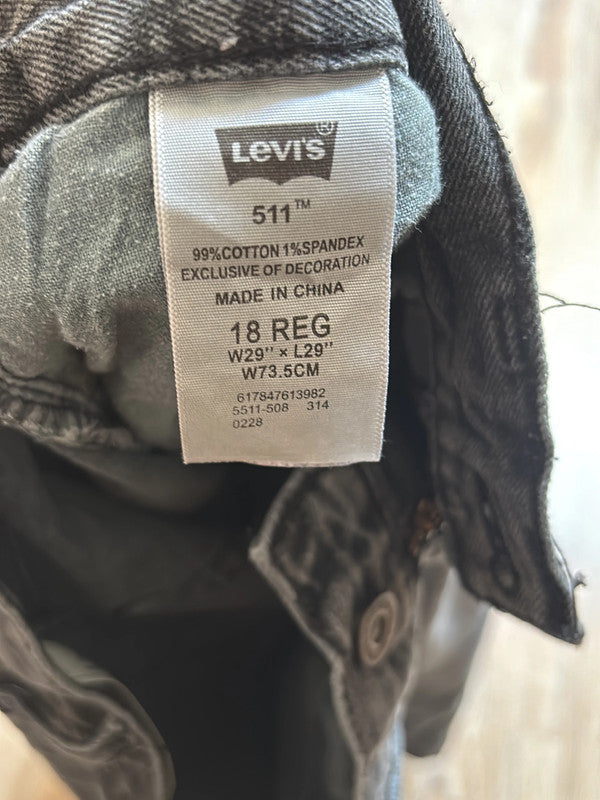 Levi's®
511™
99%COTTON 1%SPANDEX
EXCLUSIVE OF DECORATION
MADE IN CHINA
18 REG
W29" × L29"
W73.5CM
617847613982
5511-508 314
0228